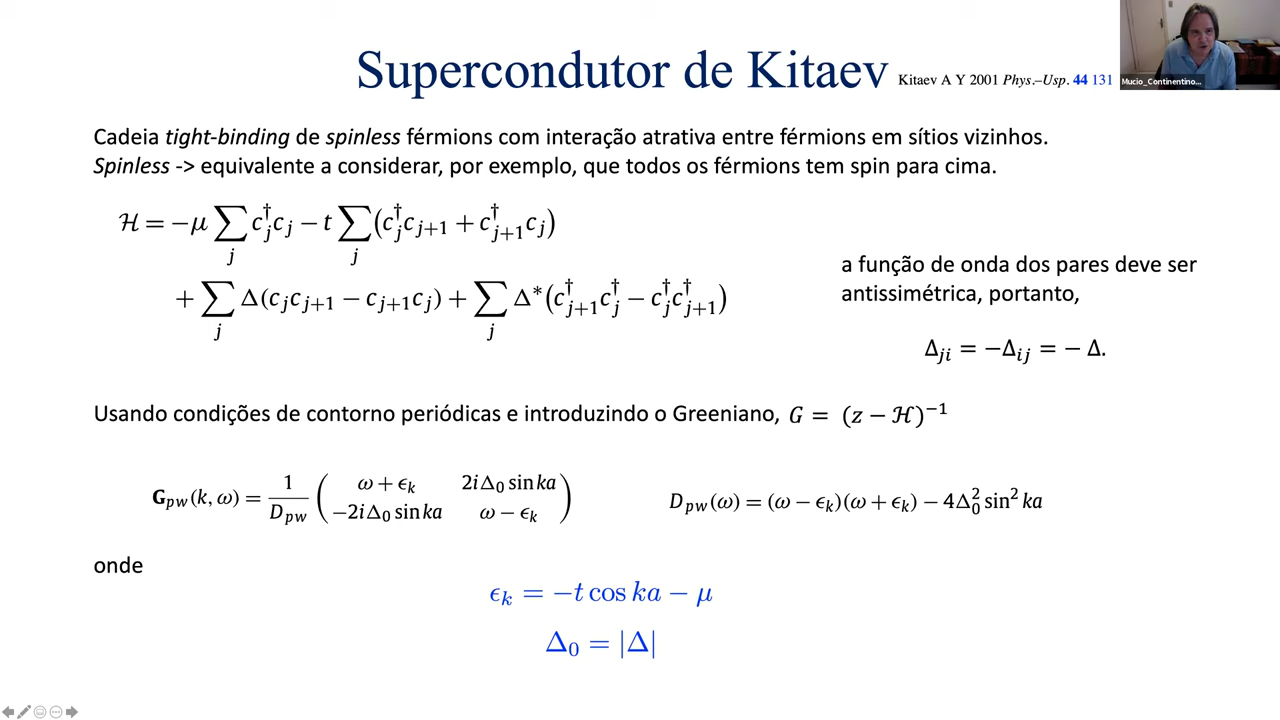 Supercondutor de Kitaev
Kitaev A Y 2001 Phys.–Usp. 44 131
Mucio_Continentino...
Cadeia tight-binding de spinless férmions com interação atrativa entre férmions em sítios vizinhos.
Spinless -> equivalente a considerar, por exemplo, que todos os férmions tem spin para cima.
ℋ = −μ ∑_j c_j^† c_j − t ∑_j (c_j^† c_{j+1} + c_{j+1}^† c_j)
+ ∑_j Δ(c_j c_{j+1} − c_{j+1} c_j) + ∑_j Δ^* (c_{j+1}^† c_j^† − c_j^† c_{j+1}^†)
a função de onda dos pares deve ser
antissimétrica, portanto,
Δ_{ji} = −Δ_{ij} = − Δ.
Usando condições de contorno periódicas e introduzindo o Greeniano, G = (z − ℋ)^{−1}
G_{pw}(k, ω) = 1/D_{pw} ( ω + ϵ_k 2iΔ_0 sin ka
−2iΔ_0 sin ka ω − ϵ_k )
D_{pw}(ω) = (ω − ϵ_k)(ω + ϵ_k) − 4Δ_0^2 sin^2 ka
onde
ϵ_k = −t cos ka − μ
Δ_0 = |Δ|